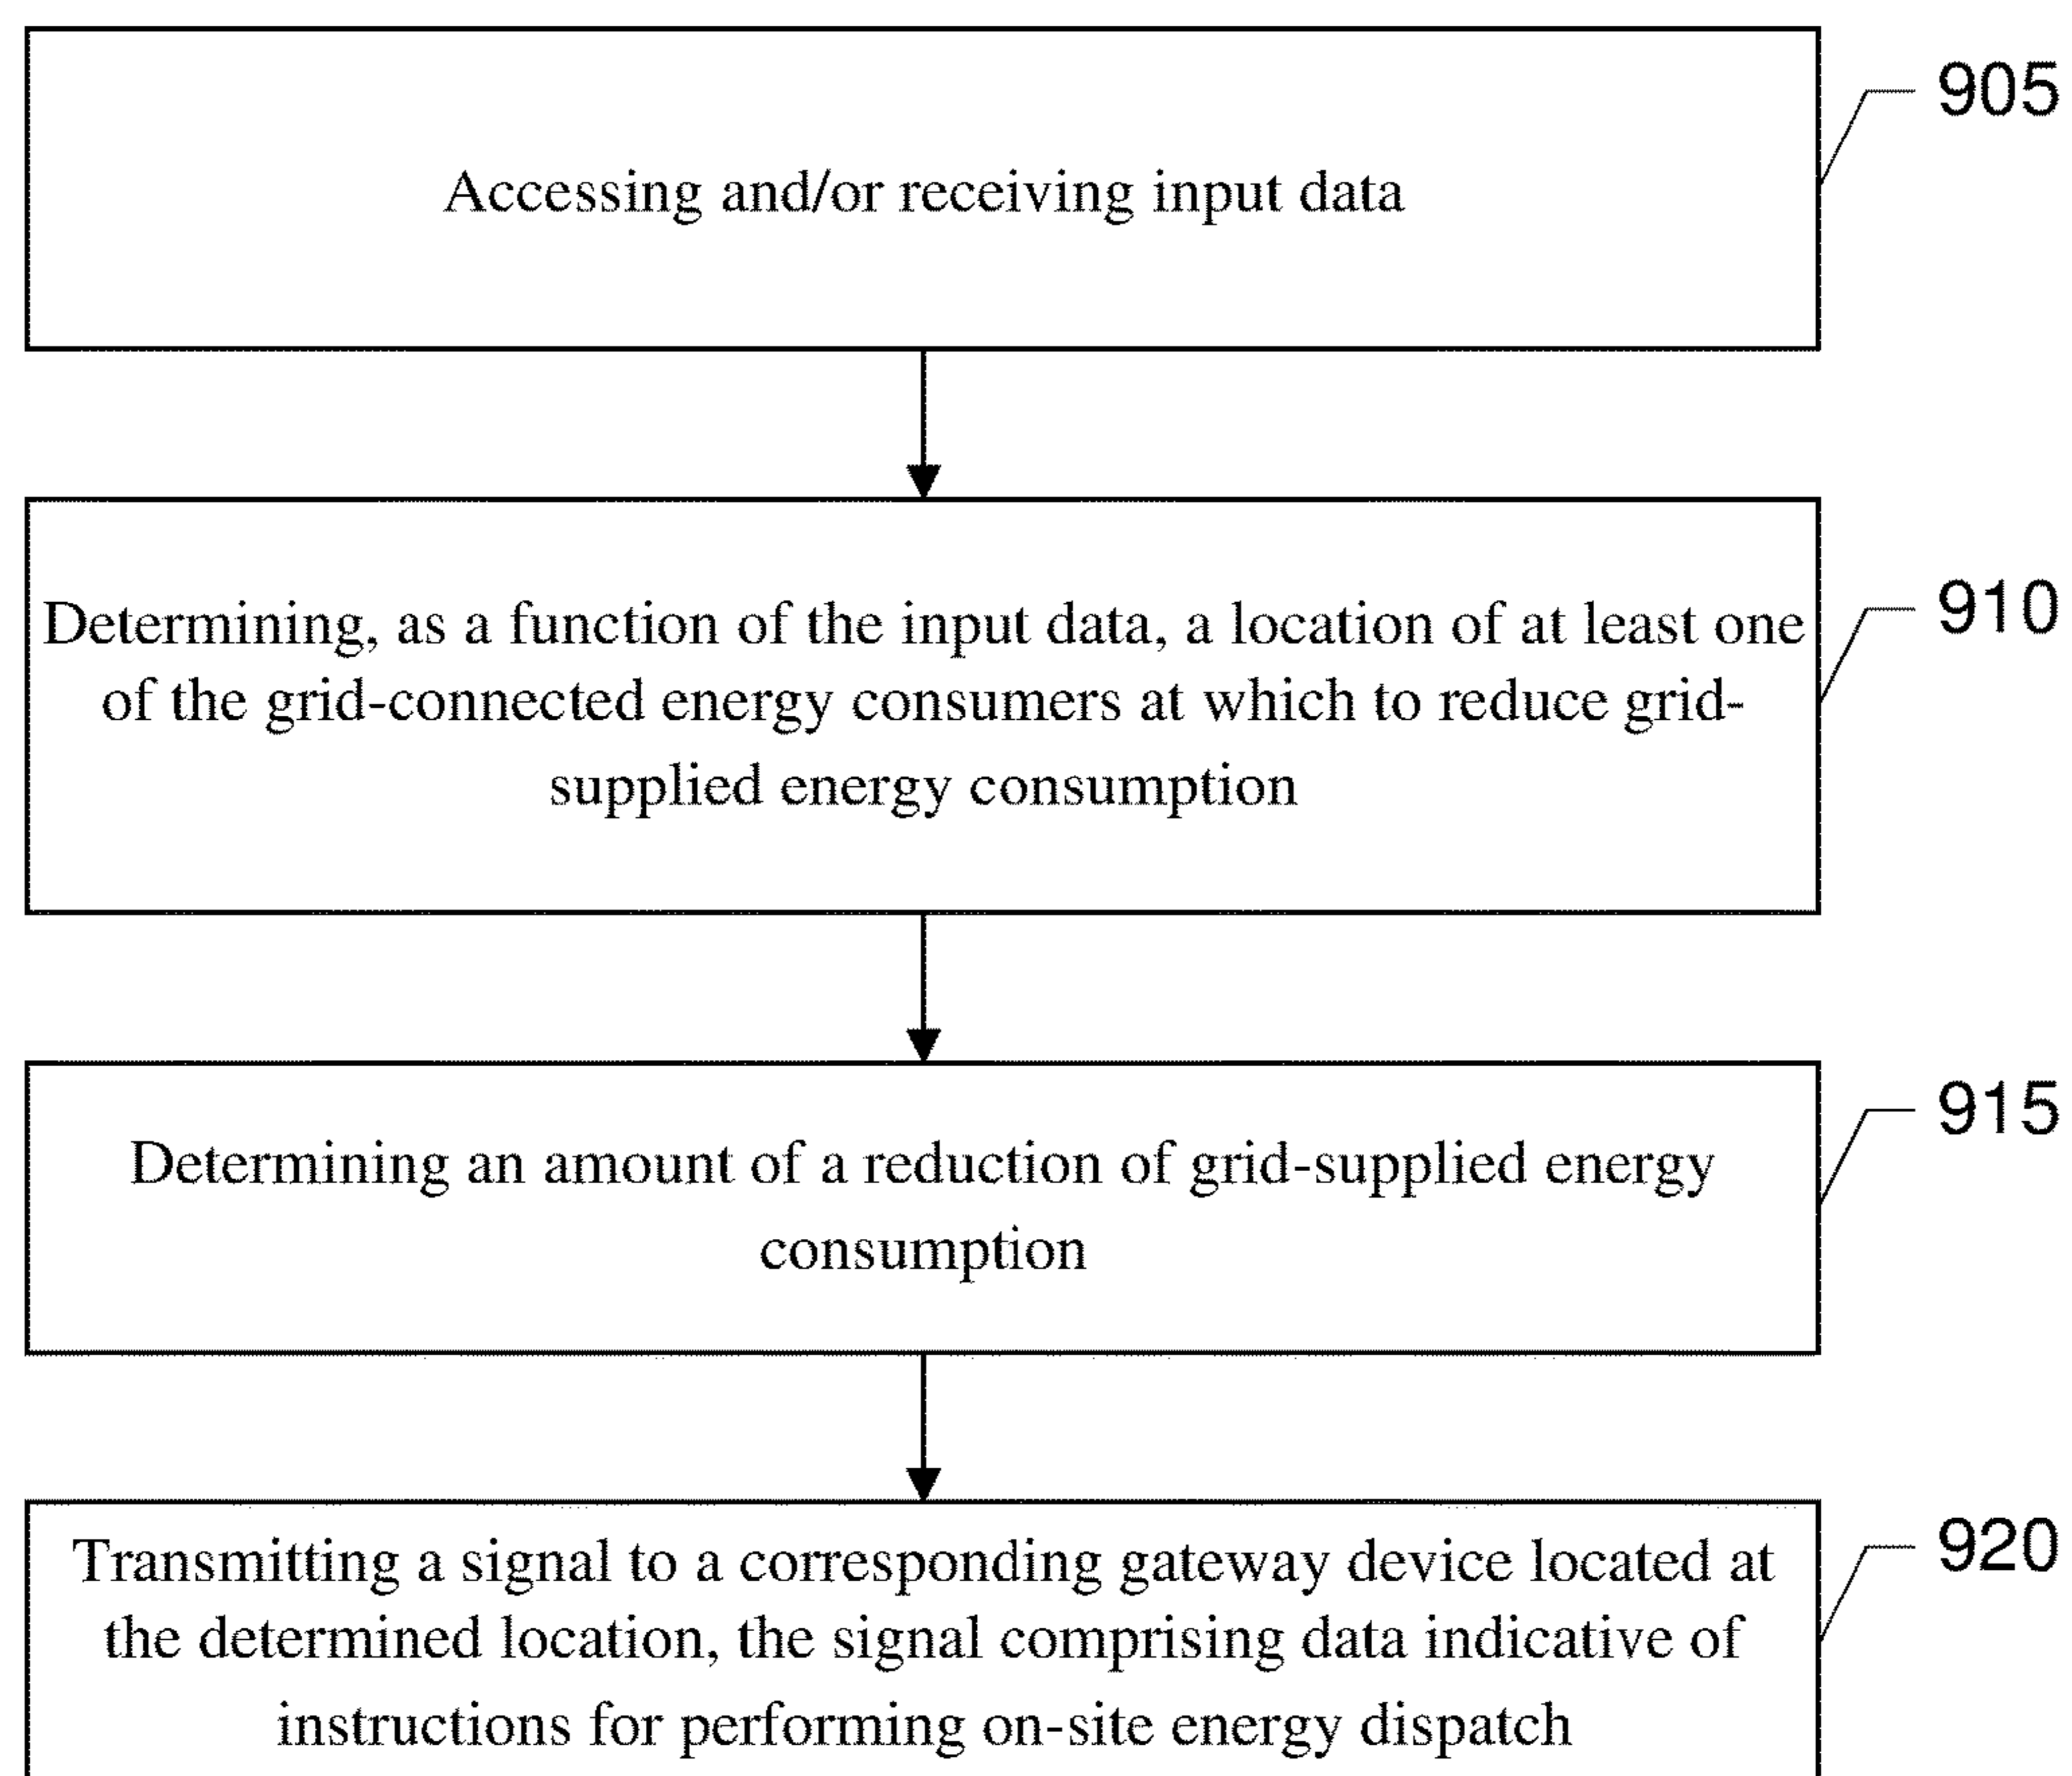 905
Accessing and/or receiving input data
910
Determining, as a function of the input data, a location of at least one
of the grid-connected energy consumers at which to reduce grid-
supplied energy consumption
915
Determining an amount of a reduction of grid-supplied energy
consumption
920
Transmitting a signal to a corresponding gateway device located at
the determined location, the signal comprising data indicative of
instructions for performing on-site energy dispatch